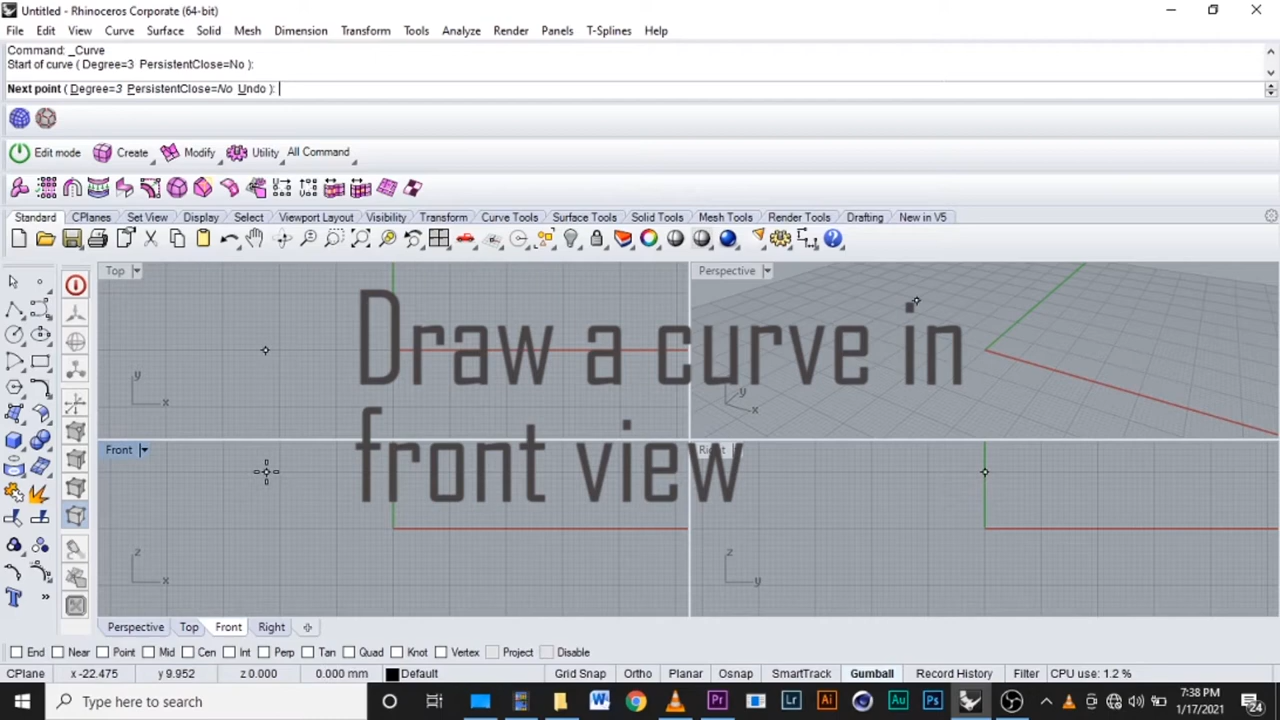 Untitled - Rhinoceros Corporate (64-bit)
File Edit View Curve Surface Solid Mesh Dimension Transform Tools Analyze Render Panels T-Splines Help
Command: _Curve
Start of curve ( Degree=3 PersistentClose=No ):
Next point ( Degree=3 PersistentClose=No Undo ):
Edit mode Create Modify Utility All Command
Standard CPlanes Set View Display Select Viewport Layout Visibility Transform Curve Tools Surface Tools Solid Tools Mesh Tools Render Tools Drafting New in V5
Top
Perspective
Draw a curve in
front view
y
x
y
x
Front
Right
z
x
z
y
Perspective Top Front Right
End Near Point Mid Cen Int Perp Tan Quad Knot Vertex Project Disable
CPlane x -22.475 y 9.952 z 0.000 0.000 mm Default Grid Snap Ortho Planar Osnap SmartTrack Gumball Record History Filter CPU use: 1.2 %
Type here to search
7:38 PM
1/17/2021
24